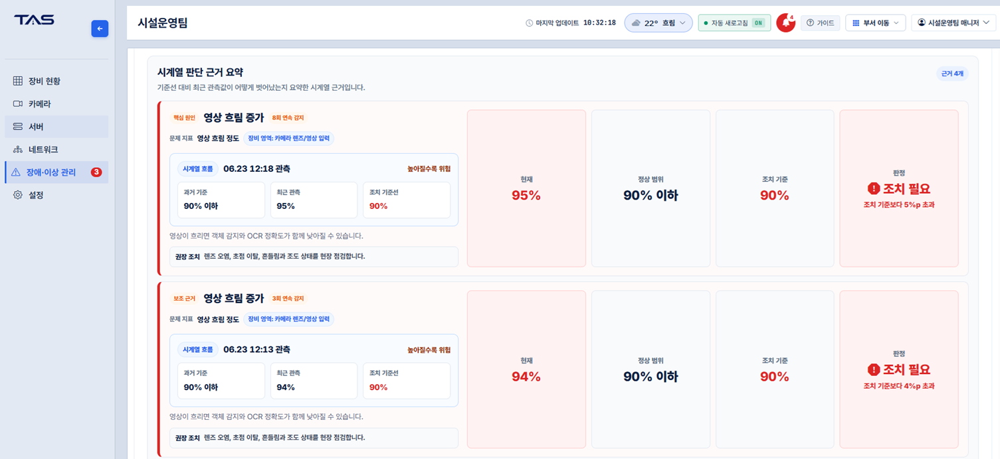 TAS
장비 현황
카메라
서버
네트워크
장애·이상 관리 3
설정
시설운영팀
마지막 업데이트 10:32:18
22° 흐림
자동 새로고침 ON
4
가이드
부서 이동
시설운영팀 매니저
시계열 판단 근거 요약
근거 4개
기준선 대비 최근 관측값이 어떻게 벗어났는지 요약한 시계열 근거입니다.
핵심 원인 영상 흐림 증가 8회 연속 감지
문제 지표 영상 흐림 정도 장비 영역: 카메라 렌즈/영상 입력
시계열 흐름 06.23 12:18 관측 높아질수록 위험
과거 기준
90% 이하
최근 관측
95%
조치 기준선
90%
영상이 흐리면 객체 감지와 OCR 정확도가 함께 낮아질 수 있습니다.
권장 조치 렌즈 오염, 초점 이탈, 흔들림과 조도 상태를 현장 점검합니다.
현재
95%
정상 범위
90% 이하
조치 기준
90%
판정
조치 필요
조치 기준보다 5%p 초과
보조 근거 영상 흐림 증가 3회 연속 감지
문제 지표 영상 흐림 정도 장비 영역: 카메라 렌즈/영상 입력
시계열 흐름 06.23 12:13 관측 높아질수록 위험
과거 기준
90% 이하
최근 관측
94%
조치 기준선
90%
영상이 흐리면 객체 감지와 OCR 정확도가 함께 낮아질 수 있습니다.
권장 조치 렌즈 오염, 초점 이탈, 흔들림과 조도 상태를 현장 점검합니다.
현재
94%
정상 범위
90% 이하
조치 기준
90%
판정
조치 필요
조치 기준보다 4%p 초과